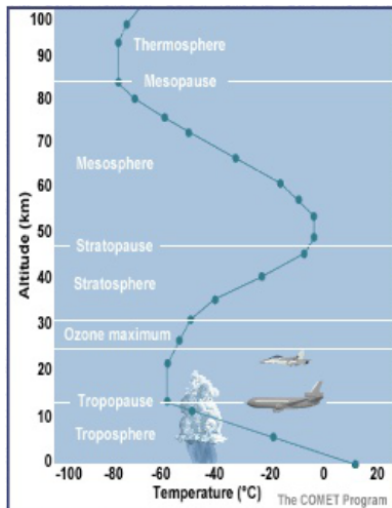 100
Thermosphere
90
Mesopause
80
70
Mesosphere
60
50
Stratopause
Stratosphere
40
30
Ozone maximum
20
Tropopause
10
Troposphere
0
Altitude (km)
-100 -80 -60 -40 -20 0 20
Temperature (°C)
The COMET Program